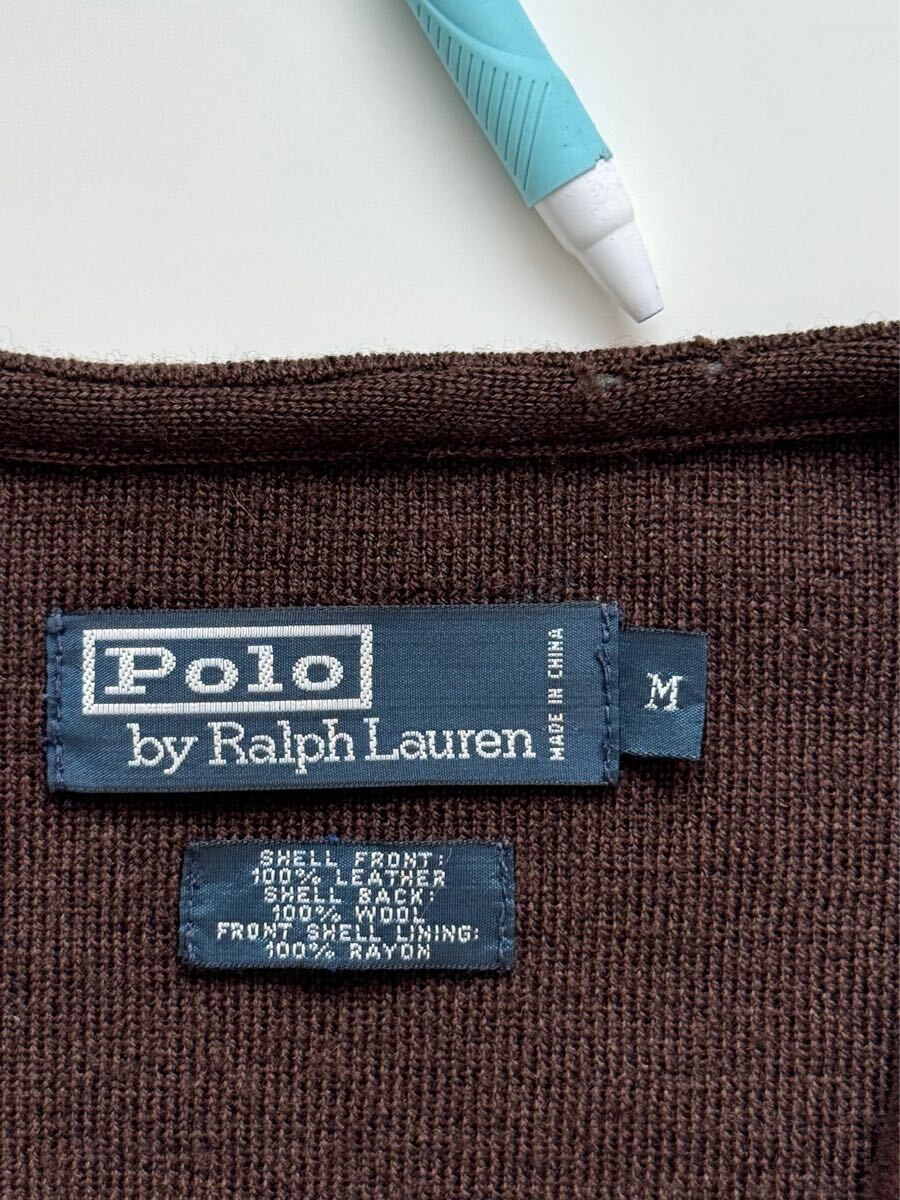 Polo
by Ralph Lauren
MADE IN CHINA
M
SHELL FRONT:
100% LEATHER
SHELL BACK:
100% WOOL
FRONT SHELL LINING:
100% RAYON